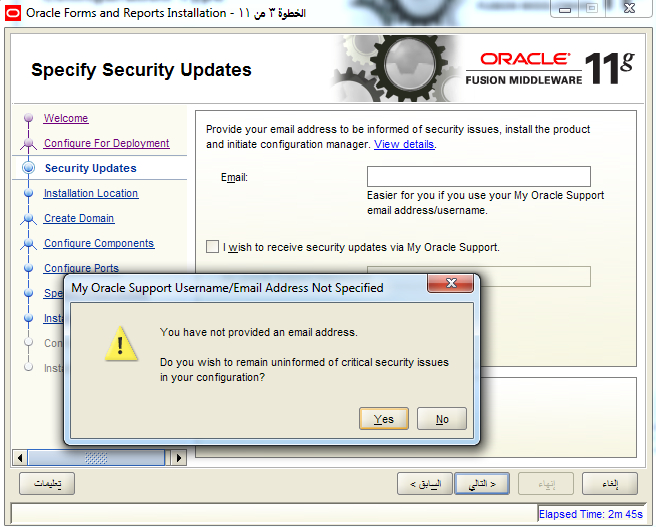 Oracle Forms and Reports Installation - الخطوة ٣ من ١١
Specify Security Updates
ORACLE
FUSION MIDDLEWARE 11g
Welcome
Configure For Deployment
Security Updates
Installation Location
Create Domain
Configure Components
Configure Ports
Spe
Insta
Con
Insta
Provide your email address to be informed of security issues, install the product
and initiate configuration manager. View details.
Email:
Easier for you if you use your My Oracle Support
email address/username.
I wish to receive security updates via My Oracle Support.
My Oracle Support Username/Email Address Not Specified
You have not provided an email address.
Do you wish to remain uninformed of critical security issues
in your configuration?
Yes
No
تعليمات
< السابق
التالي >
إنهاء
إلغاء
Elapsed Time: 2m 45s